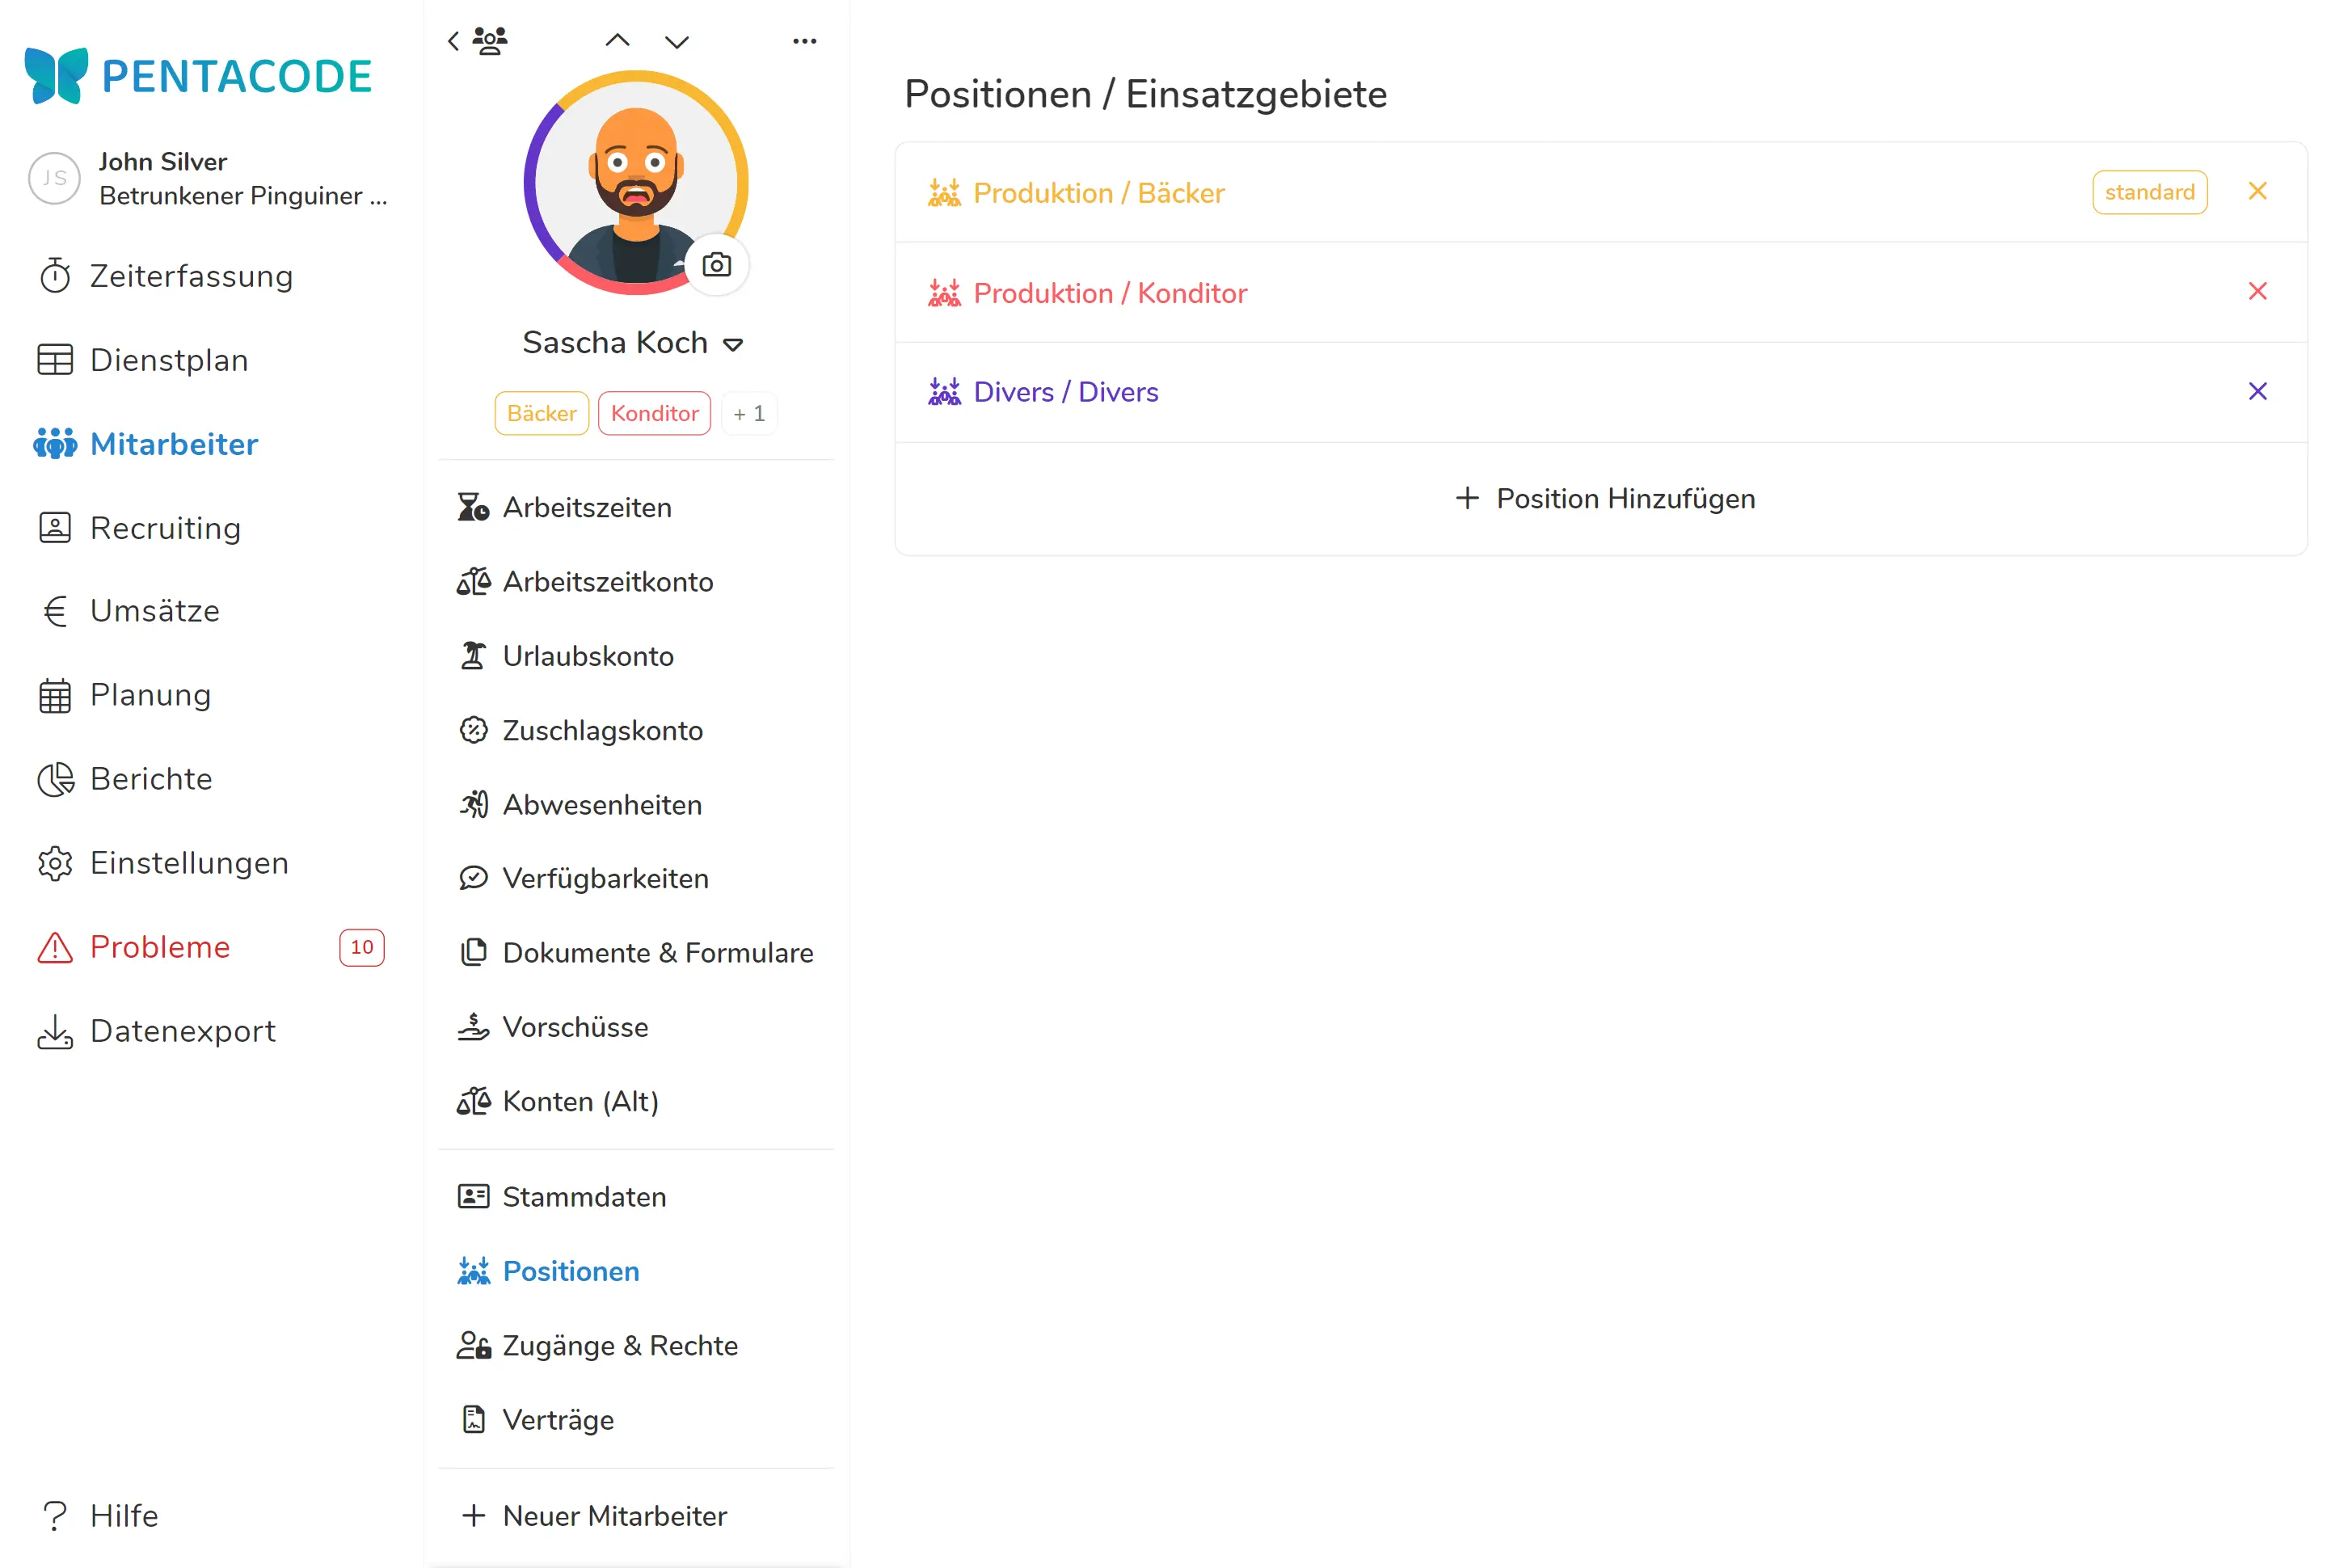 PENTACODE
JS
John Silver
Betrunkener Pinguiner ...
Zeiterfassung
Dienstplan
Mitarbeiter
Recruiting
Umsätze
Planung
Berichte
Einstellungen
Probleme 10
Datenexport
Hilfe
Sascha Koch
Bäcker Konditor + 1
Arbeitszeiten
Arbeitszeitkonto
Urlaubskonto
Zuschlagskonto
Abwesenheiten
Verfügbarkeiten
Dokumente & Formulare
Vorschüsse
Konten (Alt)
Stammdaten
Positionen
Zugänge & Rechte
Verträge
Neuer Mitarbeiter
Positionen / Einsatzgebiete
Produktion / Bäcker standard
Produktion / Konditor
Divers / Divers
Position Hinzufügen